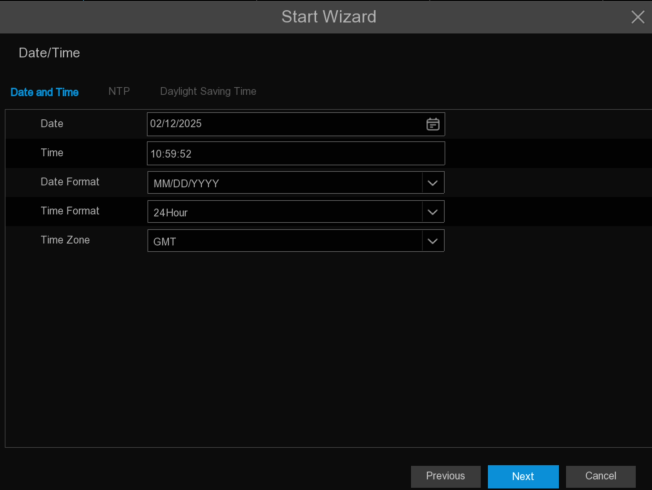 Start Wizard
Date/Time
Date and Time NTP Daylight Saving Time
Date 02/12/2025
Time 10:59:52
Date Format MM/DD/YYYY
Time Format 24Hour
Time Zone GMT
Previous Next Cancel